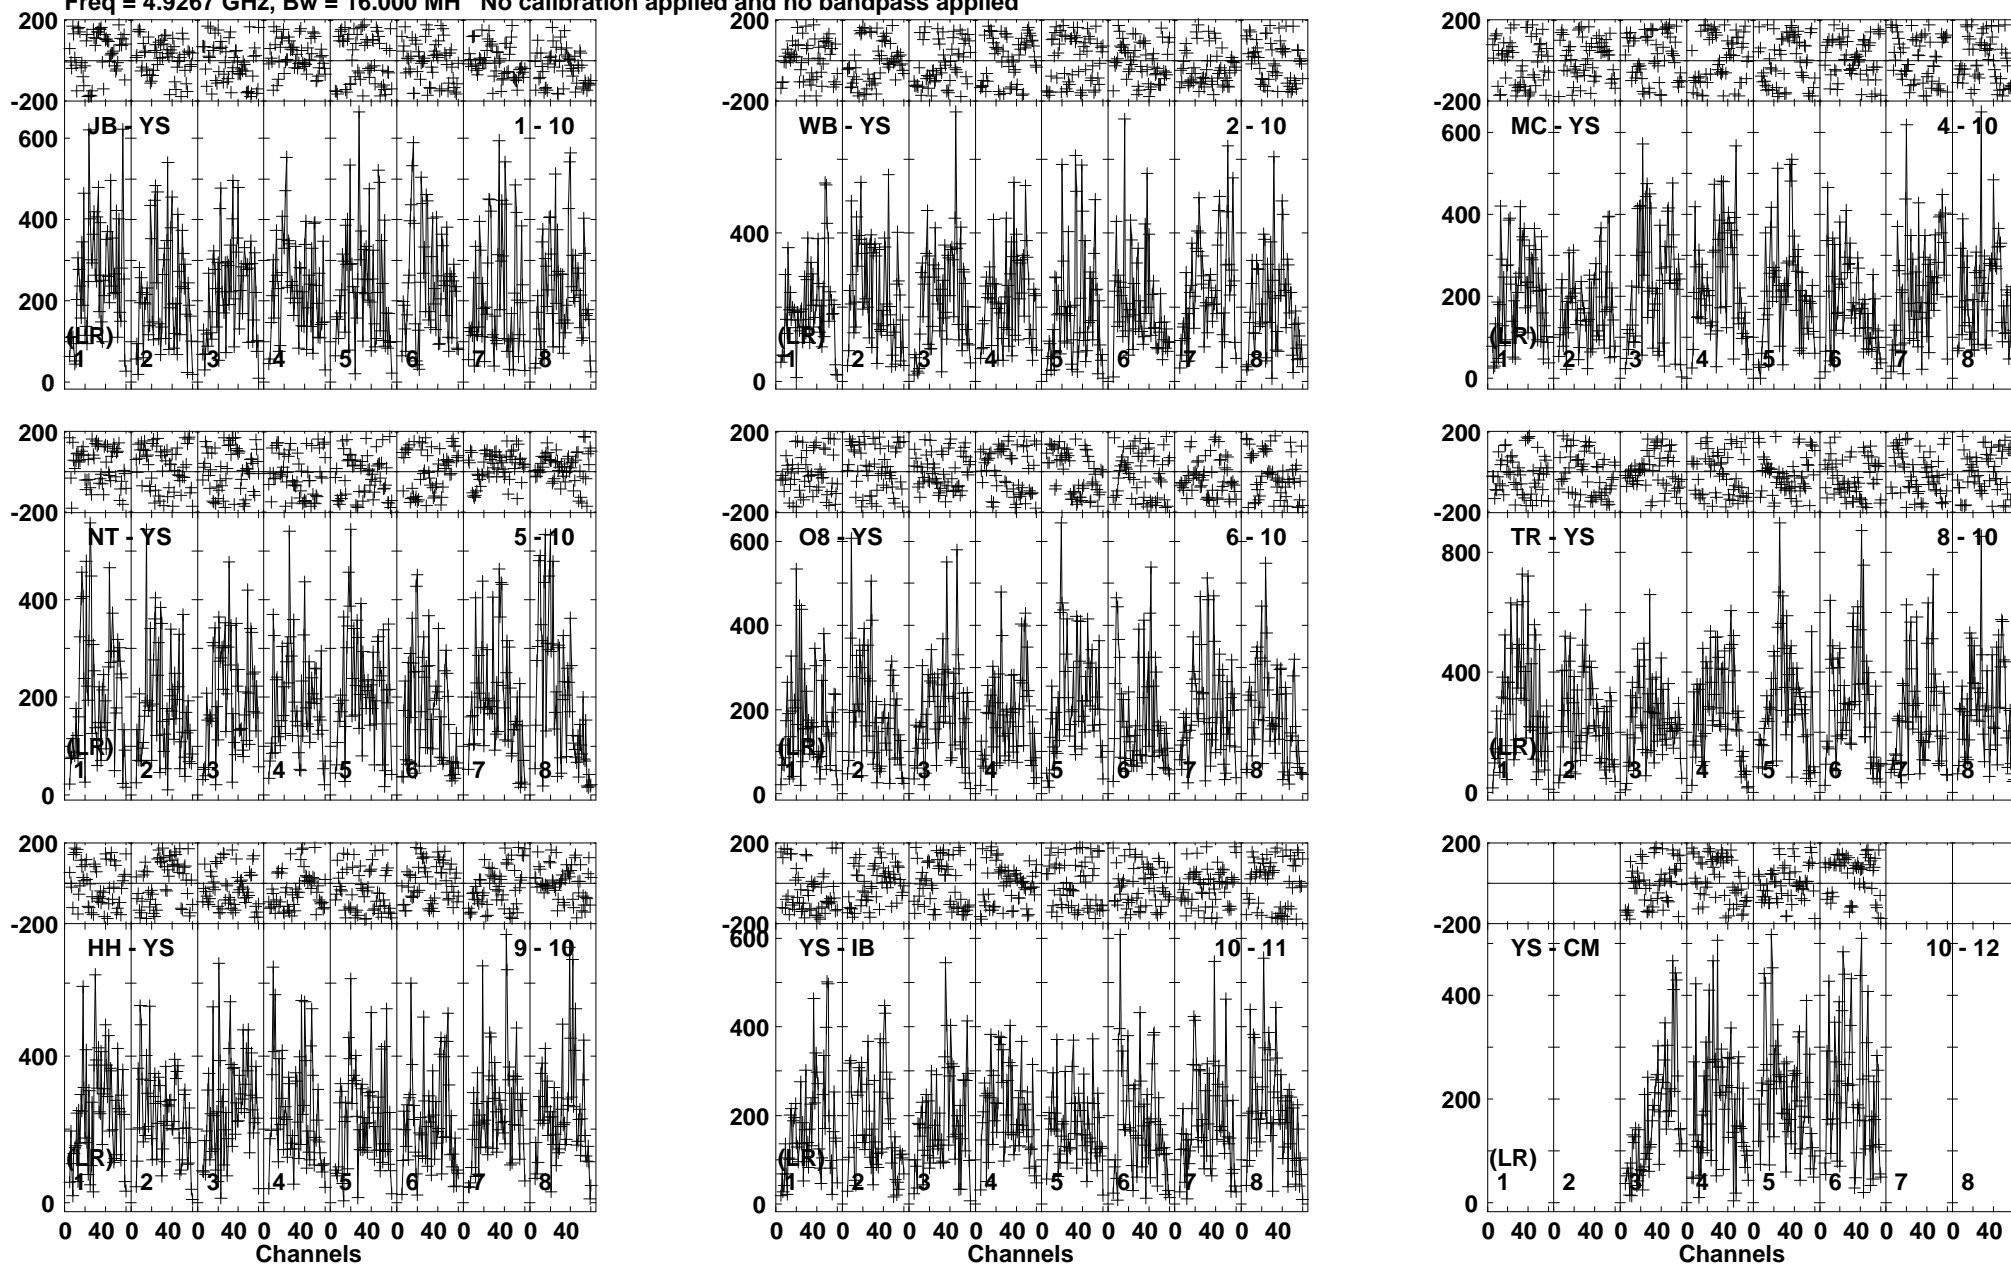 Freq = 4.9267 GHz, Bw = 16.000 MH No calibration applied and no bandpass applied
200 200 200
-200 -200 -200
JB - YS 1 - 10 WB - YS 2 - 10 MC - YS 4 - 10
600 600
400 400 400
200 200
(LR) (LR) (LR)
1 2 3 4 5 6 7 8 1 2 3 4 5 6 7 8 1 2 3 4 5 6 7 8
0 0 0
200 200 200
-200 -200 -200
NT - YS 5 - 10 O8 - YS 6 - 10 TR - YS 8 - 10
600 800
400 400 400
200 200
(LR) (LR) (LR)
1 2 3 4 5 6 7 8 1 2 3 4 5 6 7 8 1 2 3 4 5 6 7 8
0 0 0
200 200 200
-200 -200 -200
HH - YS 9 - 10 YS - IB 10 - 11 YS - CM 10 - 12
600
400 400 400
200 200
(LR) (LR) (LR)
1 2 3 4 5 6 7 8 1 2 3 4 5 6 7 8 1 2 3 4 5 6 7 8
0 0 0
0 40 0 40 0 40 0 40 0 40 0 40 0 40 0 40 0 40 0 40 0 40 0 40 0 40 0 40 0 40 0 40 0 40 0 40 0 40 0 40 0 40 0 40 0 40 0 40
Channels Channels Channels